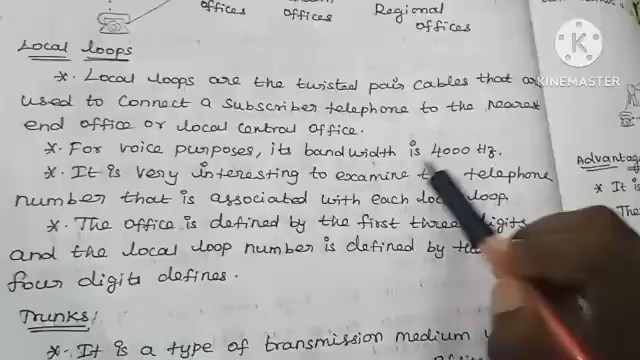 offices
offices
Regional
offices
KINEMASTER
Local loops
*. Local loops are the twisted pair cables that
used to connect a subscriber telephone to the nearest
end office or local central office.
* For voice purposes, its bandwidth is 4000 Hz.
* It is very interesting to examine telephone
number that is associated with each local loop.
* The office is defined by the first three digits
and the local loop number is defined by
four digits defines.
Trunks:
* It is a type of transmission medium
Advantag
* It is